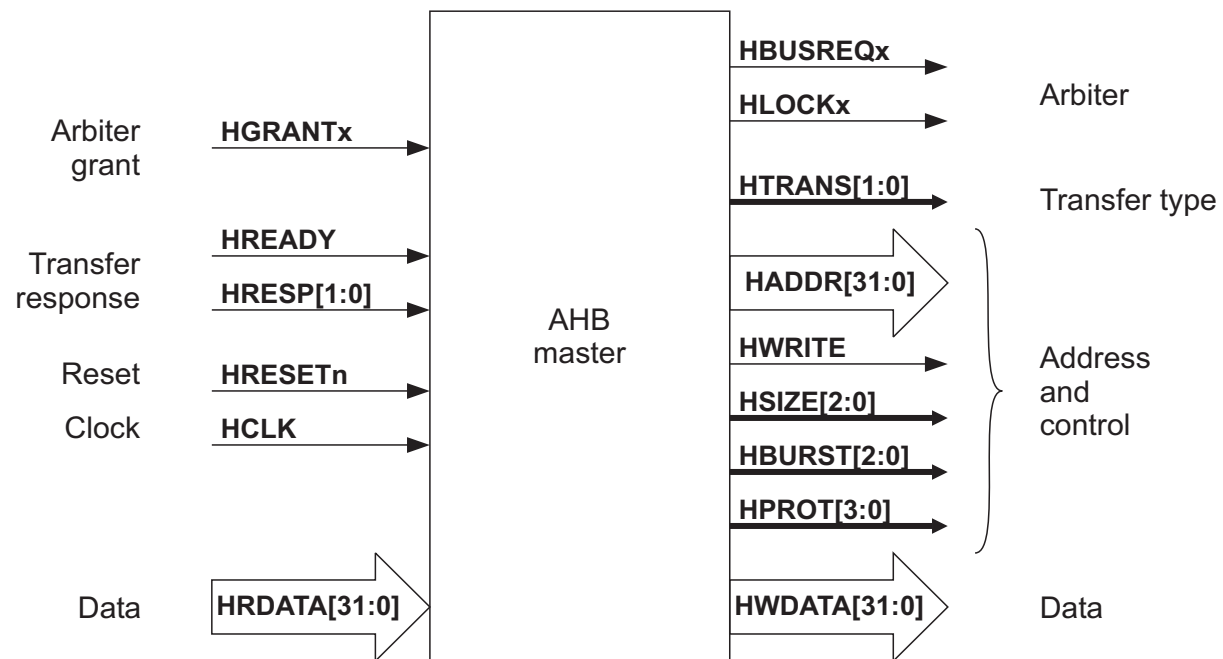 Arbiter
grant
HGRANTx
Transfer
response
HREADY
HRESP[1:0]
Reset
HRESETn
Clock
HCLK
Data
HRDATA[31:0]
AHB
master
HBUSREQx
HLOCKx
Arbiter
HTRANS[1:0]
Transfer type
HADDR[31:0]
HWRITE
HSIZE[2:0]
HBURST[2:0]
HPROT[3:0]
Address
and
control
HWDATA[31:0]
Data